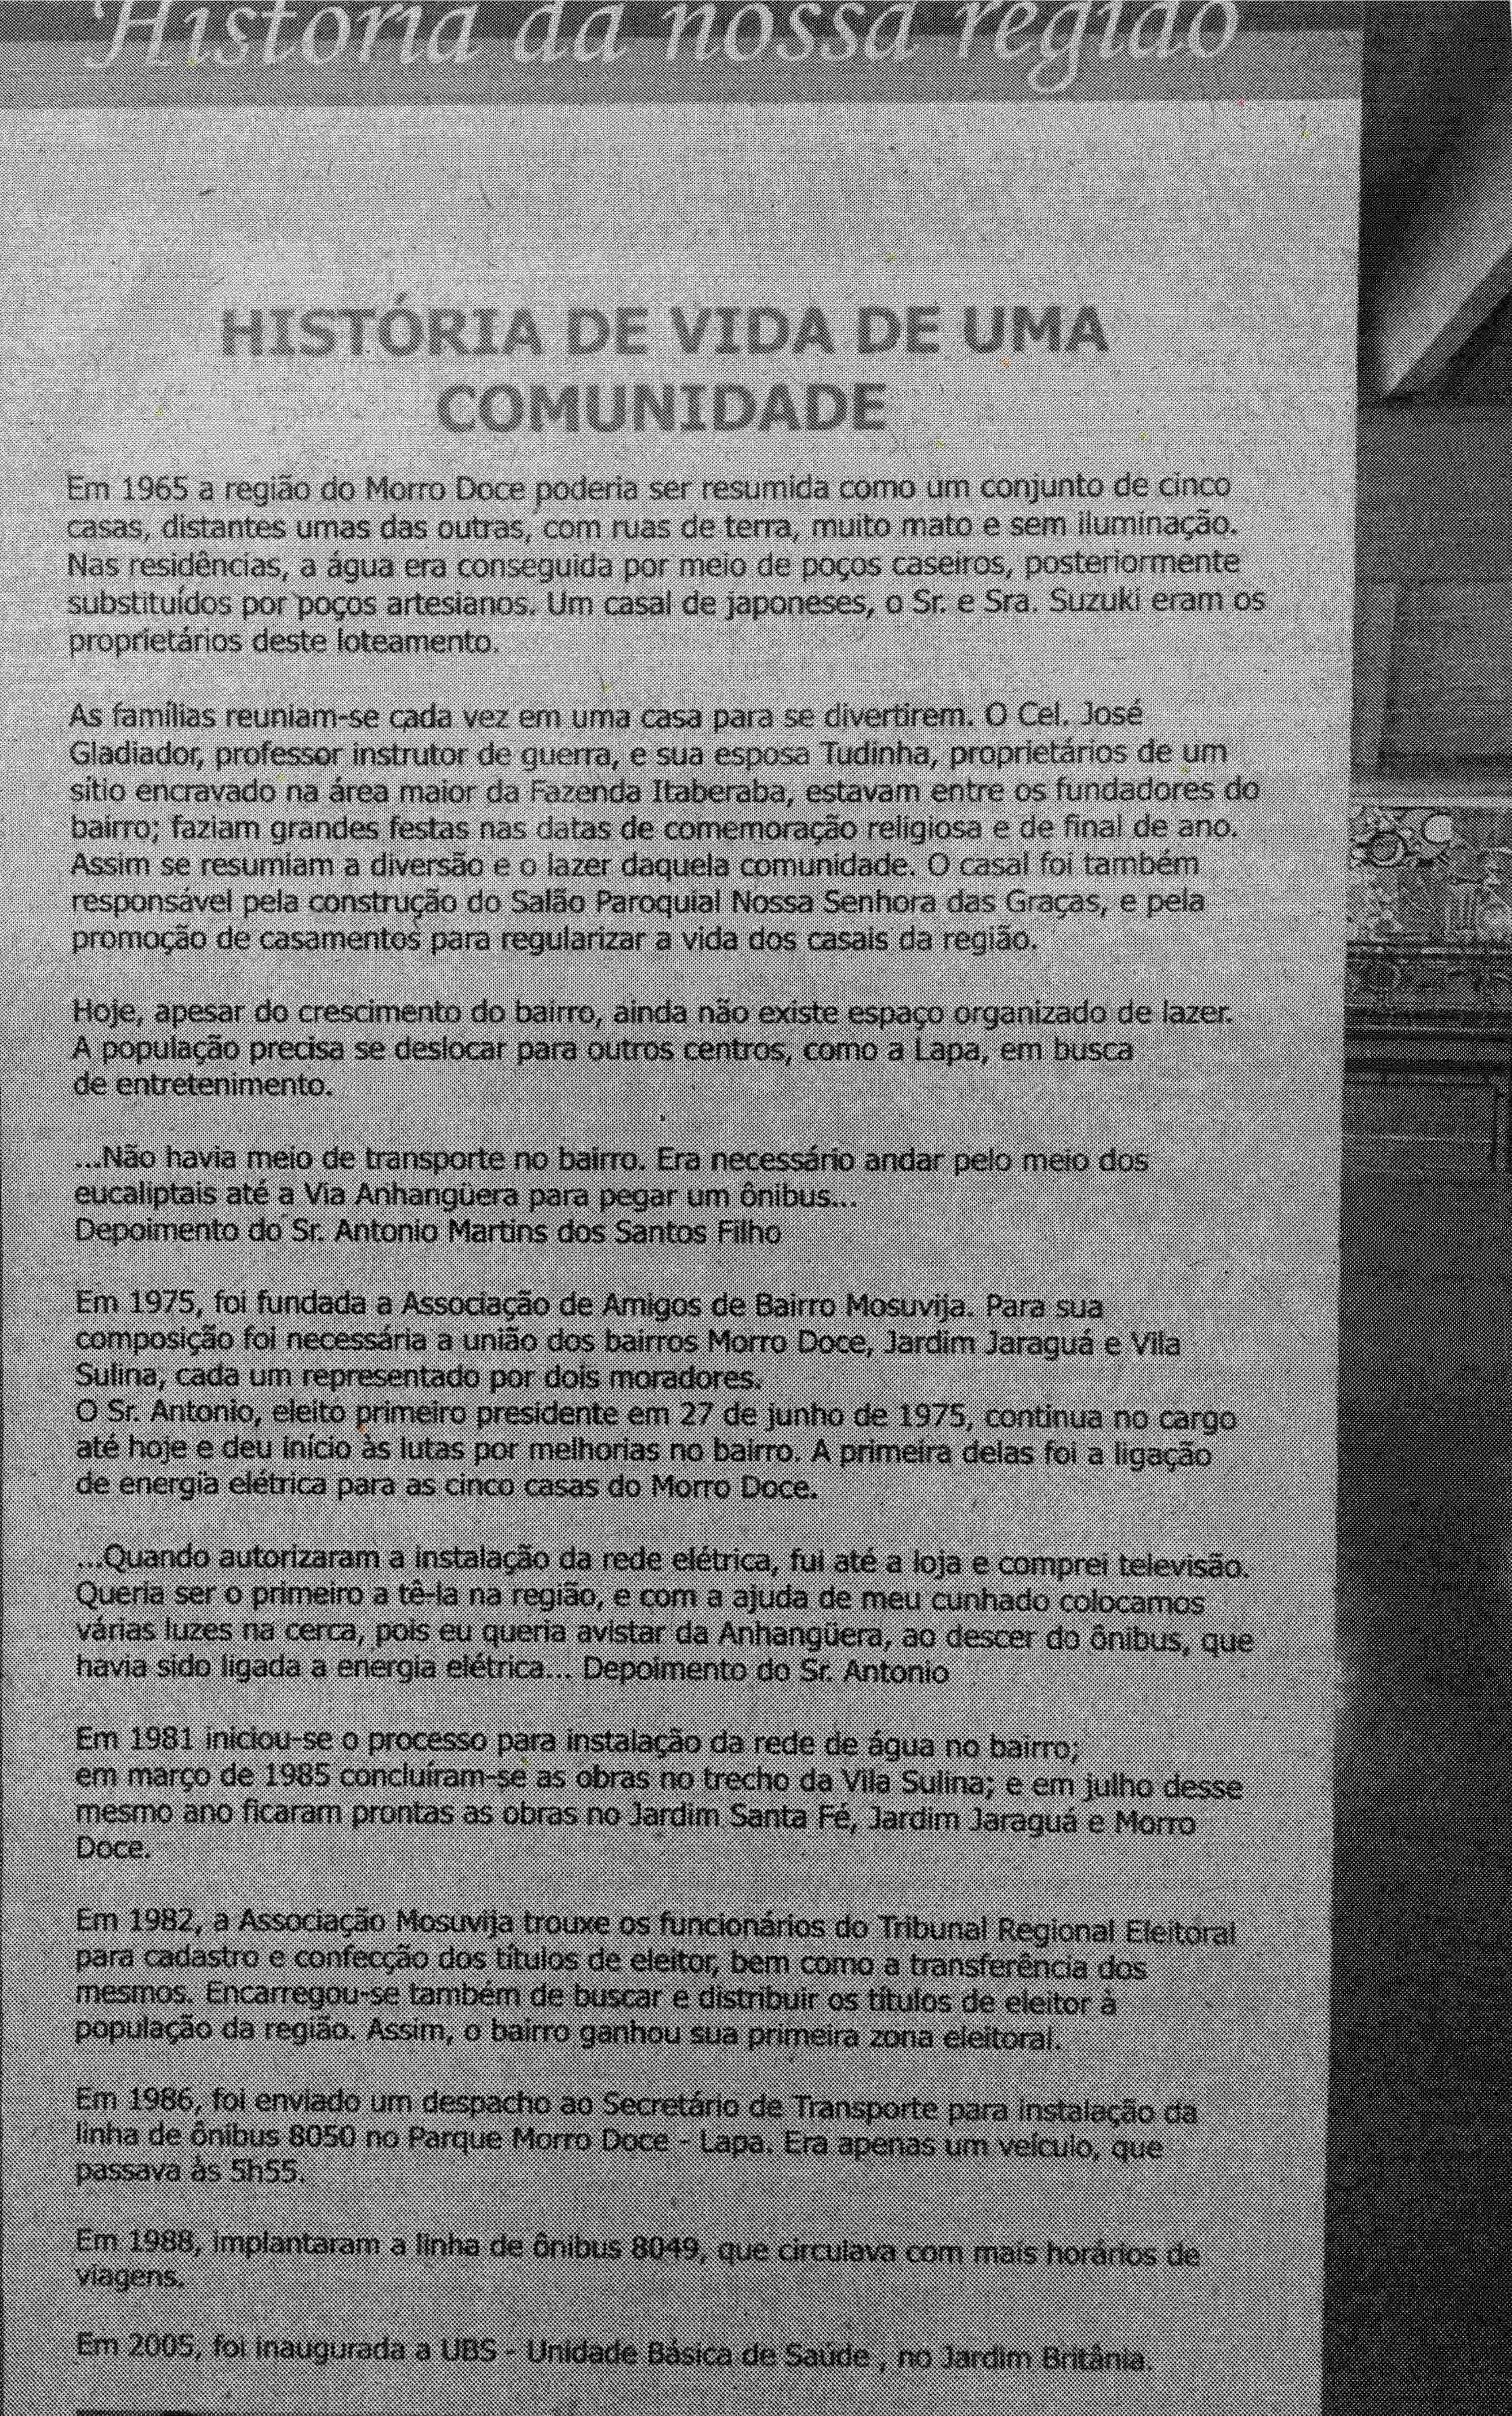 História da nossa região
HISTÓRIA DE VIDA DE UMA
COMUNIDADE
Em 1965 a região do Morro Doce poderia ser resumida como um conjunto de cinco
casas, distantes umas das outras, com ruas de terra, muito mato e sem iluminação.
Nas residências, a água era conseguida por meio de poços caseiros, posteriormente
substituídos por poços artesianos. Um casal de japoneses, o Sr. e Sra. Suzuki eram os
proprietários deste loteamento.
As famílias reuniam-se cada vez em uma casa para se divertirem. O Cel. José
Gladiador, professor instrutor de guerra, e sua esposa Tudinha, proprietários de um
sítio encravado na área maior da Fazenda Itaberaba, estavam entre os fundadores do
bairro; faziam grandes festas nas datas de comemoração religiosa e de final de ano.
Assim se resumiam a diversão e o lazer daquela comunidade. O casal foi também
responsável pela construção do Salão Paroquial Nossa Senhora das Graças, e pela
promoção de casamentos para regularizar a vida dos casais da região.
Hoje, apesar do crescimento do bairro, ainda não existe espaço organizado de lazer.
A população precisa se deslocar para outros centros, como a Lapa, em busca
de entretenimento.
...Não havia meio de transporte no bairro. Era necessário andar pelo meio dos
eucaliptais até a Via Anhangüera para pegar um ônibus...
Depoimento do Sr. Antonio Martins dos Santos Filho
Em 1975, foi fundada a Associação de Amigos de Bairro Mosuvija. Para sua
composição foi necessária a união dos bairros Morro Doce, Jardim Jaraguá e Vila
Sulina, cada um representado por dois moradores.
O Sr. Antonio, eleito primeiro presidente em 27 de junho de 1975, continua no cargo
até hoje e deu início às lutas por melhorias no bairro. A primeira delas foi a ligação
de energia elétrica para as cinco casas do Morro Doce.
...Quando autorizaram a instalação da rede elétrica, fui até a loja e comprei televisão.
Queria ser o primeiro a tê-la na região, e com a ajuda de meu cunhado colocamos
várias luzes na cerca, pois eu queria avistar da Anhangüera, ao descer do ônibus, que
havia sido ligada a energia elétrica... Depoimento do Sr. Antonio
Em 1981 iniciou-se o processo para instalação da rede de água no bairro;
em março de 1985 concluíram-se as obras no trecho da Vila Sulina; e em julho desse
mesmo ano ficaram prontas as obras no Jardim Santa Fé, Jardim Jaraguá e Morro
Doce.
Em 1982, a Associação Mosuvija trouxe os funcionários do Tribunal Regional Eleitoral
para cadastro e confecção dos títulos de eleitor, bem como a transferência dos
mesmos. Encarregou-se também de buscar e distribuir os títulos de eleitor à
população da região. Assim, o bairro ganhou sua primeira zona eleitoral.
Em 1986, foi enviado um despacho ao Secretário de Transporte para instalação da
linha de ônibus 8050 no Parque Morro Doce - Lapa. Era apenas um veículo, que
passava às 5h55.
Em 1988, implantaram a linha de ônibus 8049, que circulava com mais horários de
viagens.
Em 2005, foi inaugurada a UBS - Unidade Básica de Saúde , no Jardim Britânia.